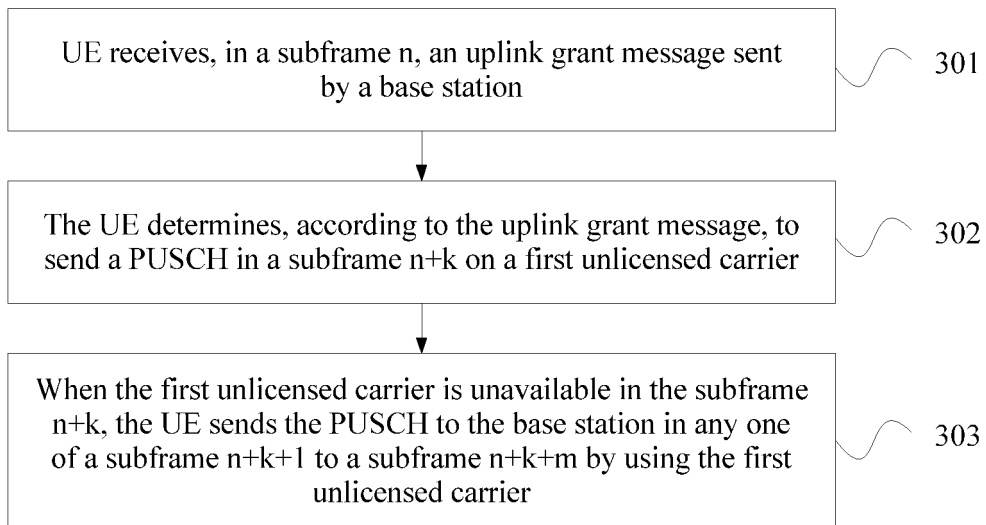 UE receives, in a subframe n, an uplink grant message sent
by a base station
301
The UE determines, according to the uplink grant message, to
send a PUSCH in a subframe n+k on a first unlicensed carrier
302
When the first unlicensed carrier is unavailable in the subframe
n+k, the UE sends the PUSCH to the base station in any one
of a subframe n+k+1 to a subframe n+k+m by using the first
unlicensed carrier
303